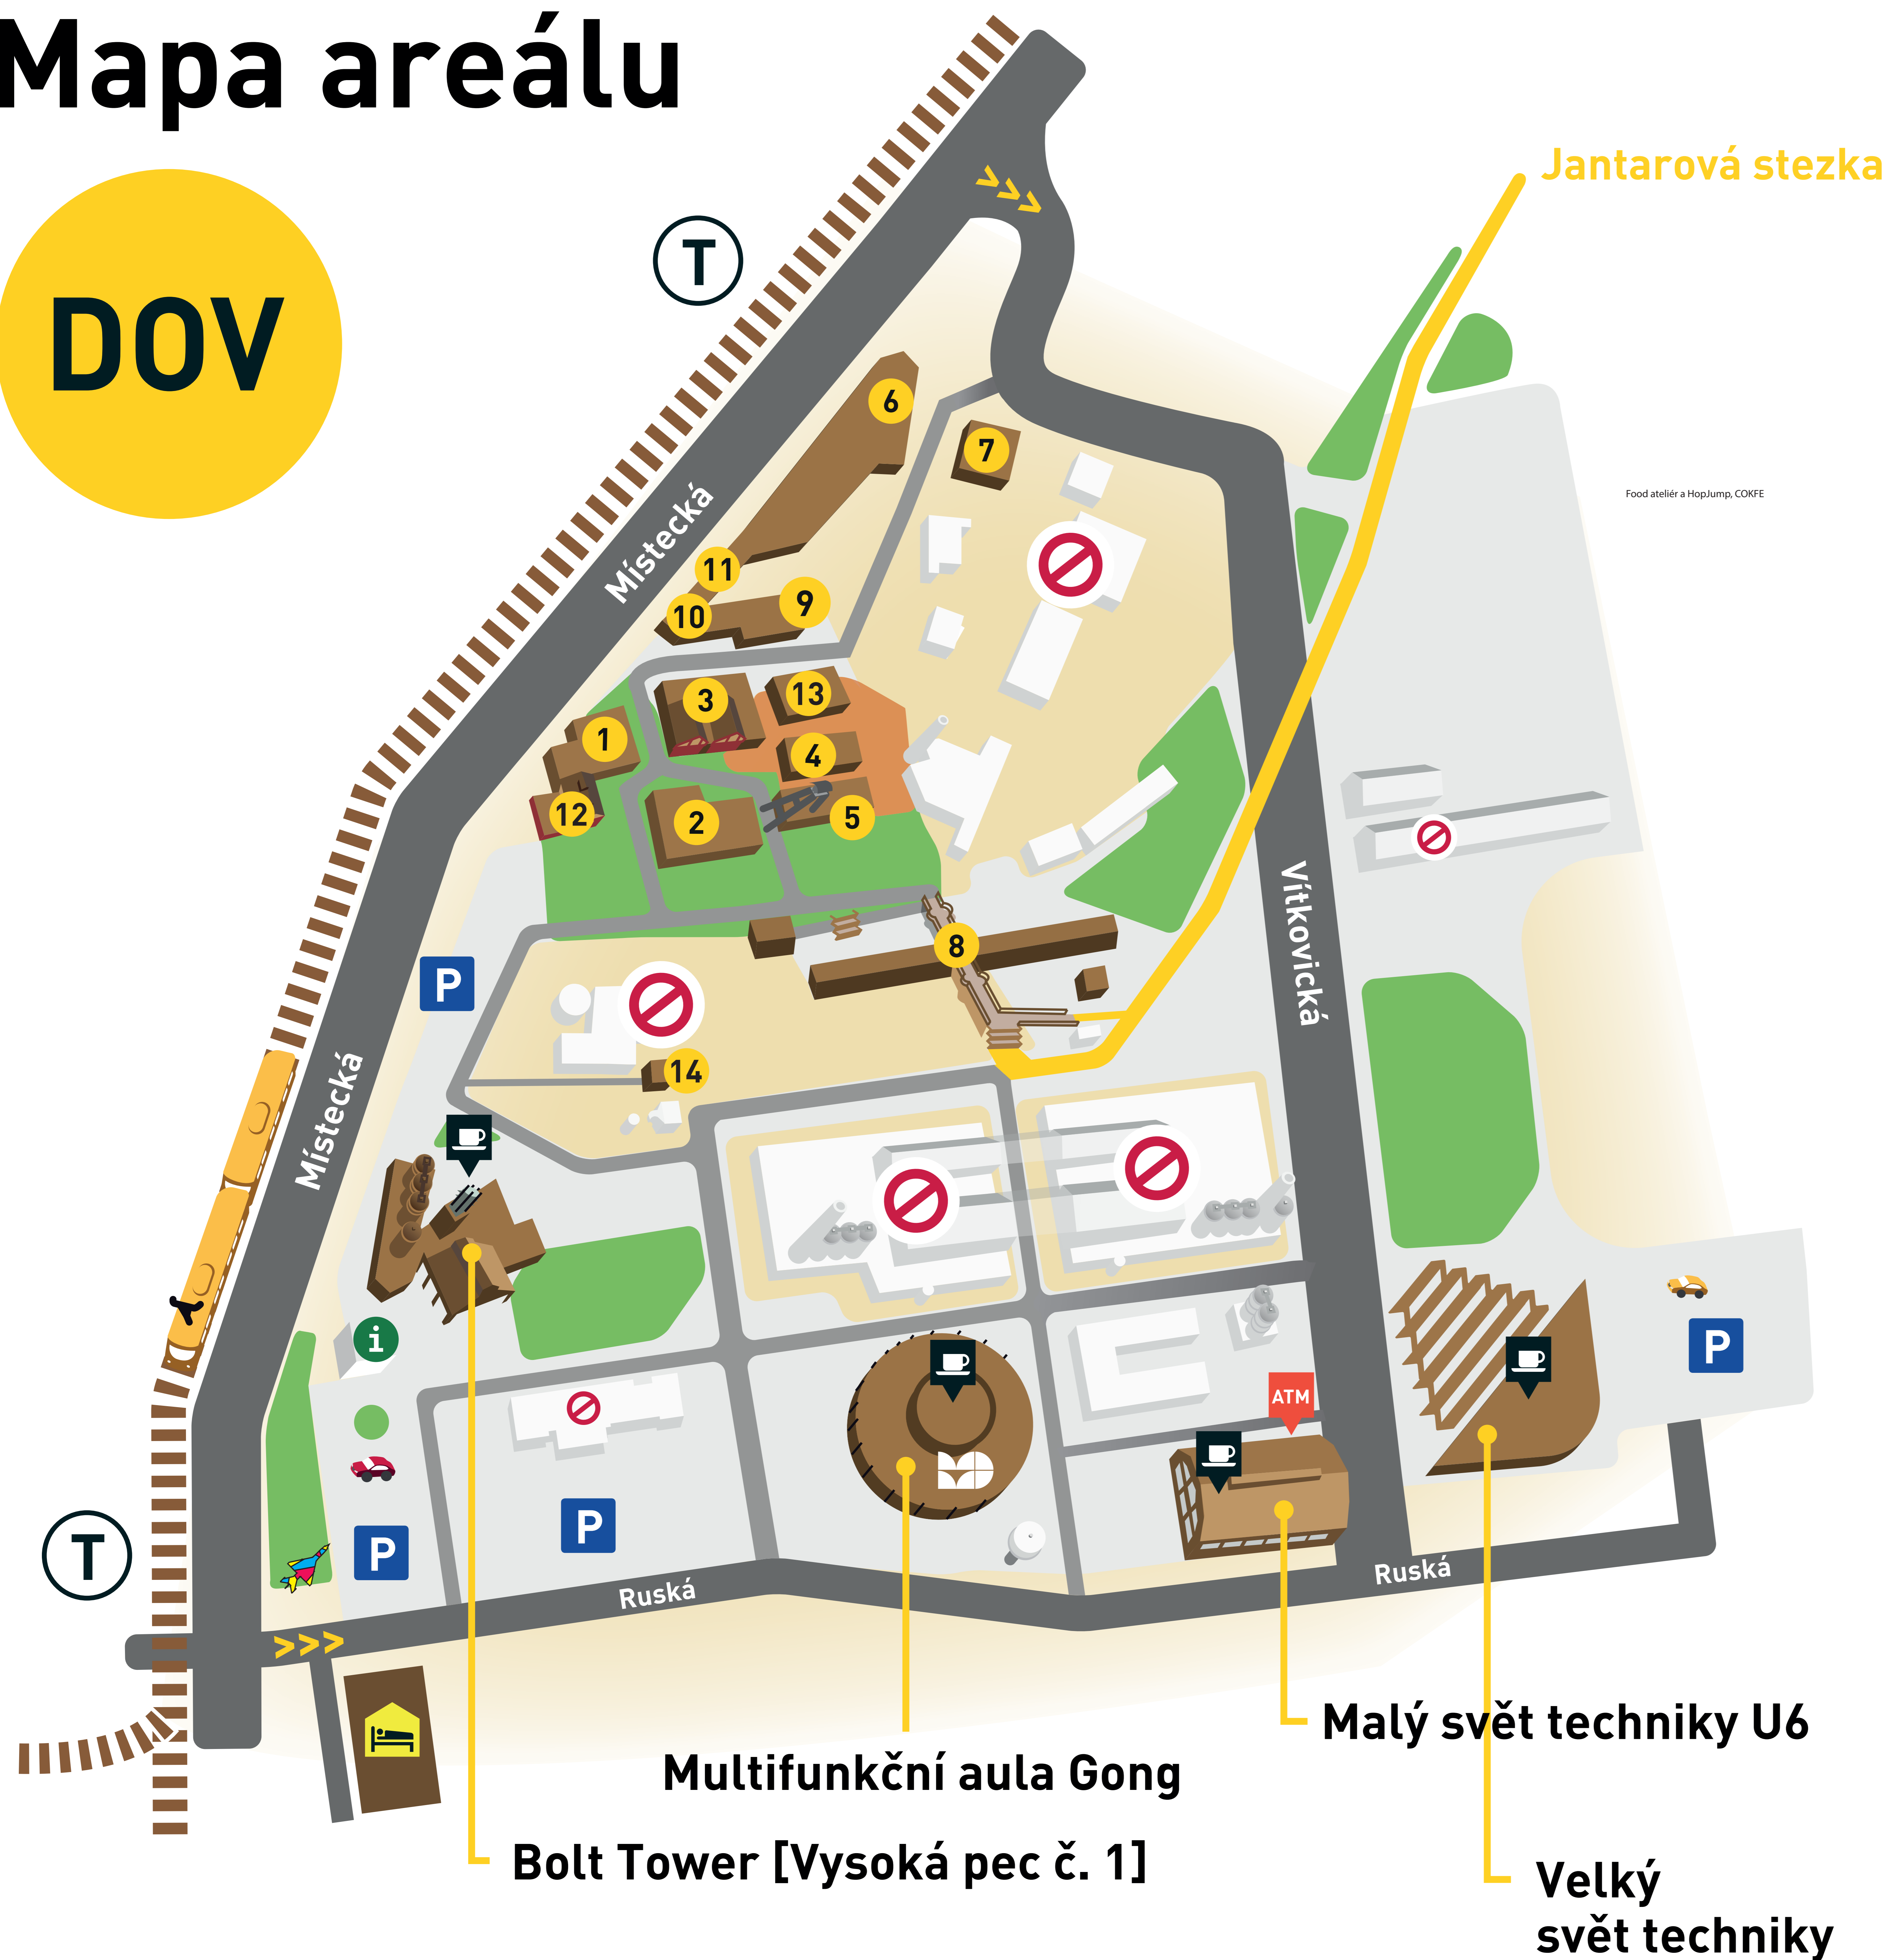 Mapa areálu
DOV
Jantarová stezka
T
6
7
Food ateliér a HopJump, COKFE
Místecká
11
10
9
3
13
1
4
12
2
5
Vítkovická
8
P
14
Místecká
i
P
ATM
P
P
T
Ruská
Ruská
>>>
Malý svět techniky U6
Multifunkční aula Gong
Bolt Tower [Vysoká pec č. 1]
Velký
svět techniky